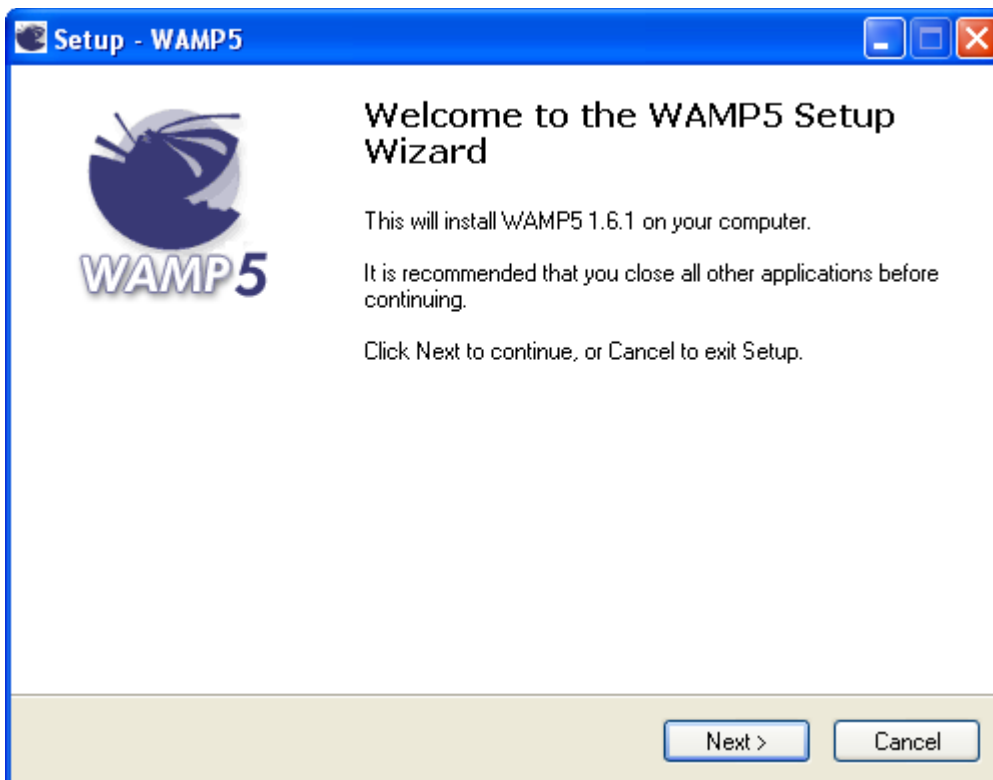 Setup - WAMP5
WAMP5
Welcome to the WAMP5 Setup
Wizard
This will install WAMP5 1.6.1 on your computer.
It is recommended that you close all other applications before
continuing.
Click Next to continue, or Cancel to exit Setup.
Next >
Cancel